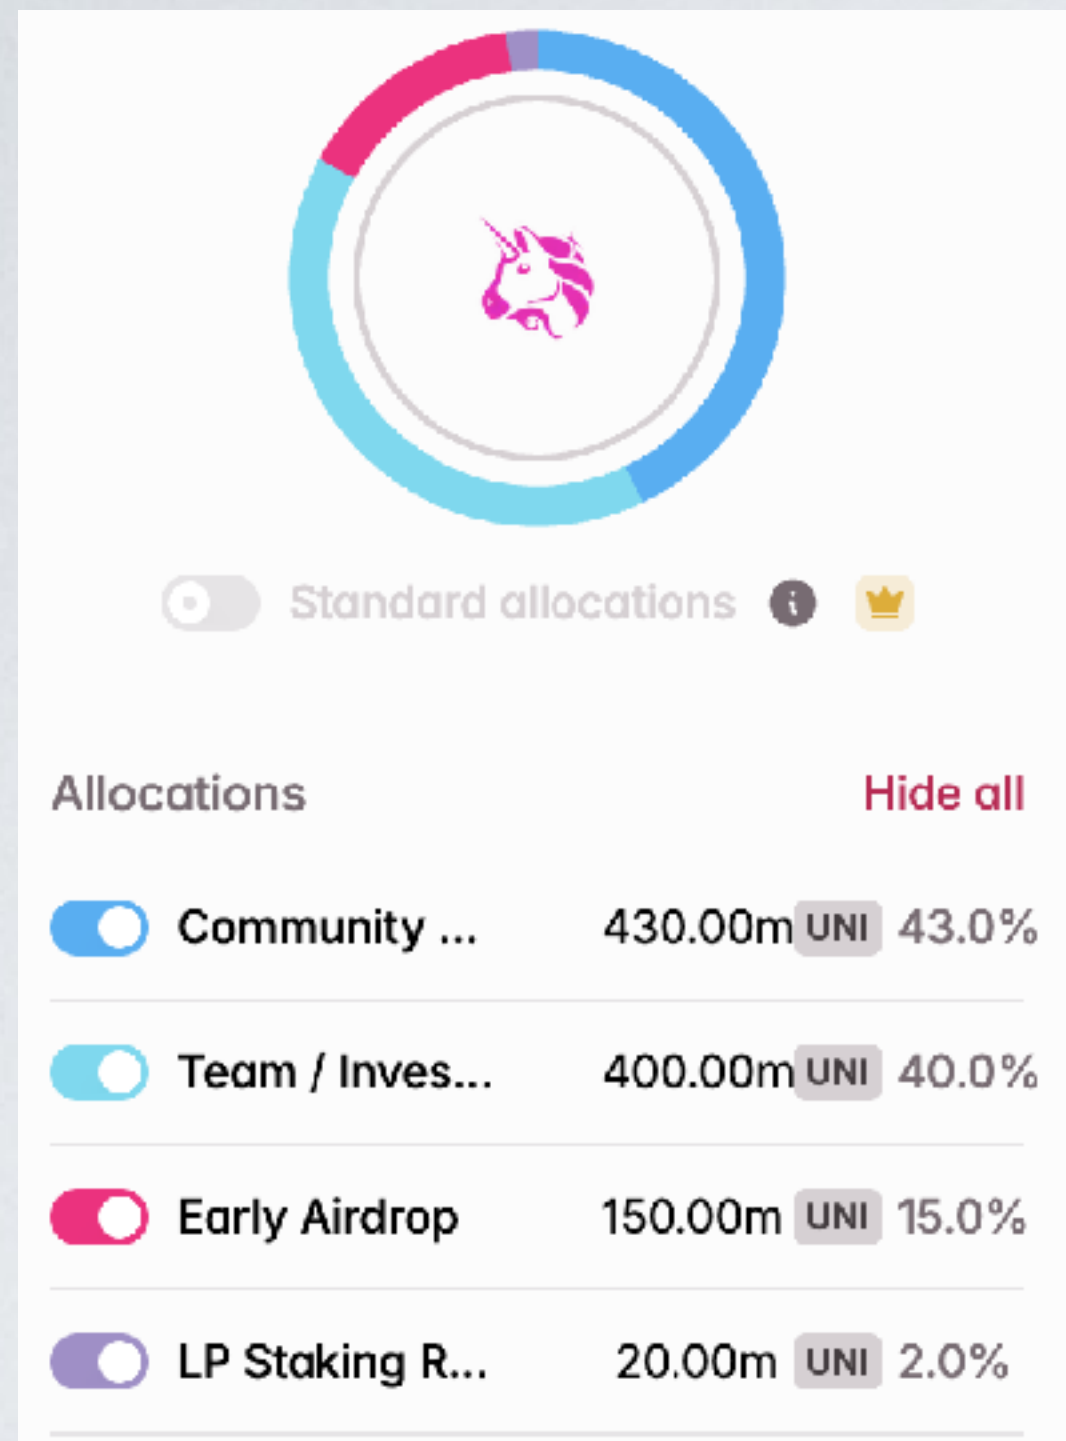 Standard allocations
Allocations Hide all
Community ... 430.00m UNI 43.0%
Team / Inves... 400.00m UNI 40.0%
Early Airdrop 150.00m UNI 15.0%
LP Staking R... 20.00m UNI 2.0%